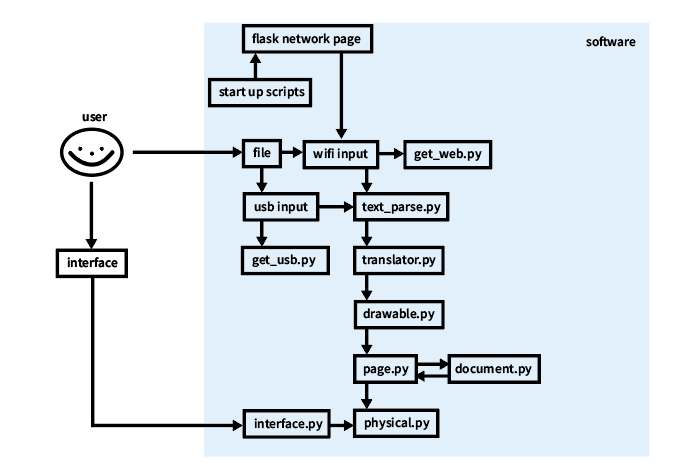 flask network page
software
start up scripts
user
file
wifi input
get_web.py
usb input
text_parse.py
interface
get_usb.py
translator.py
drawable.py
page.py
document.py
interface.py
physical.py